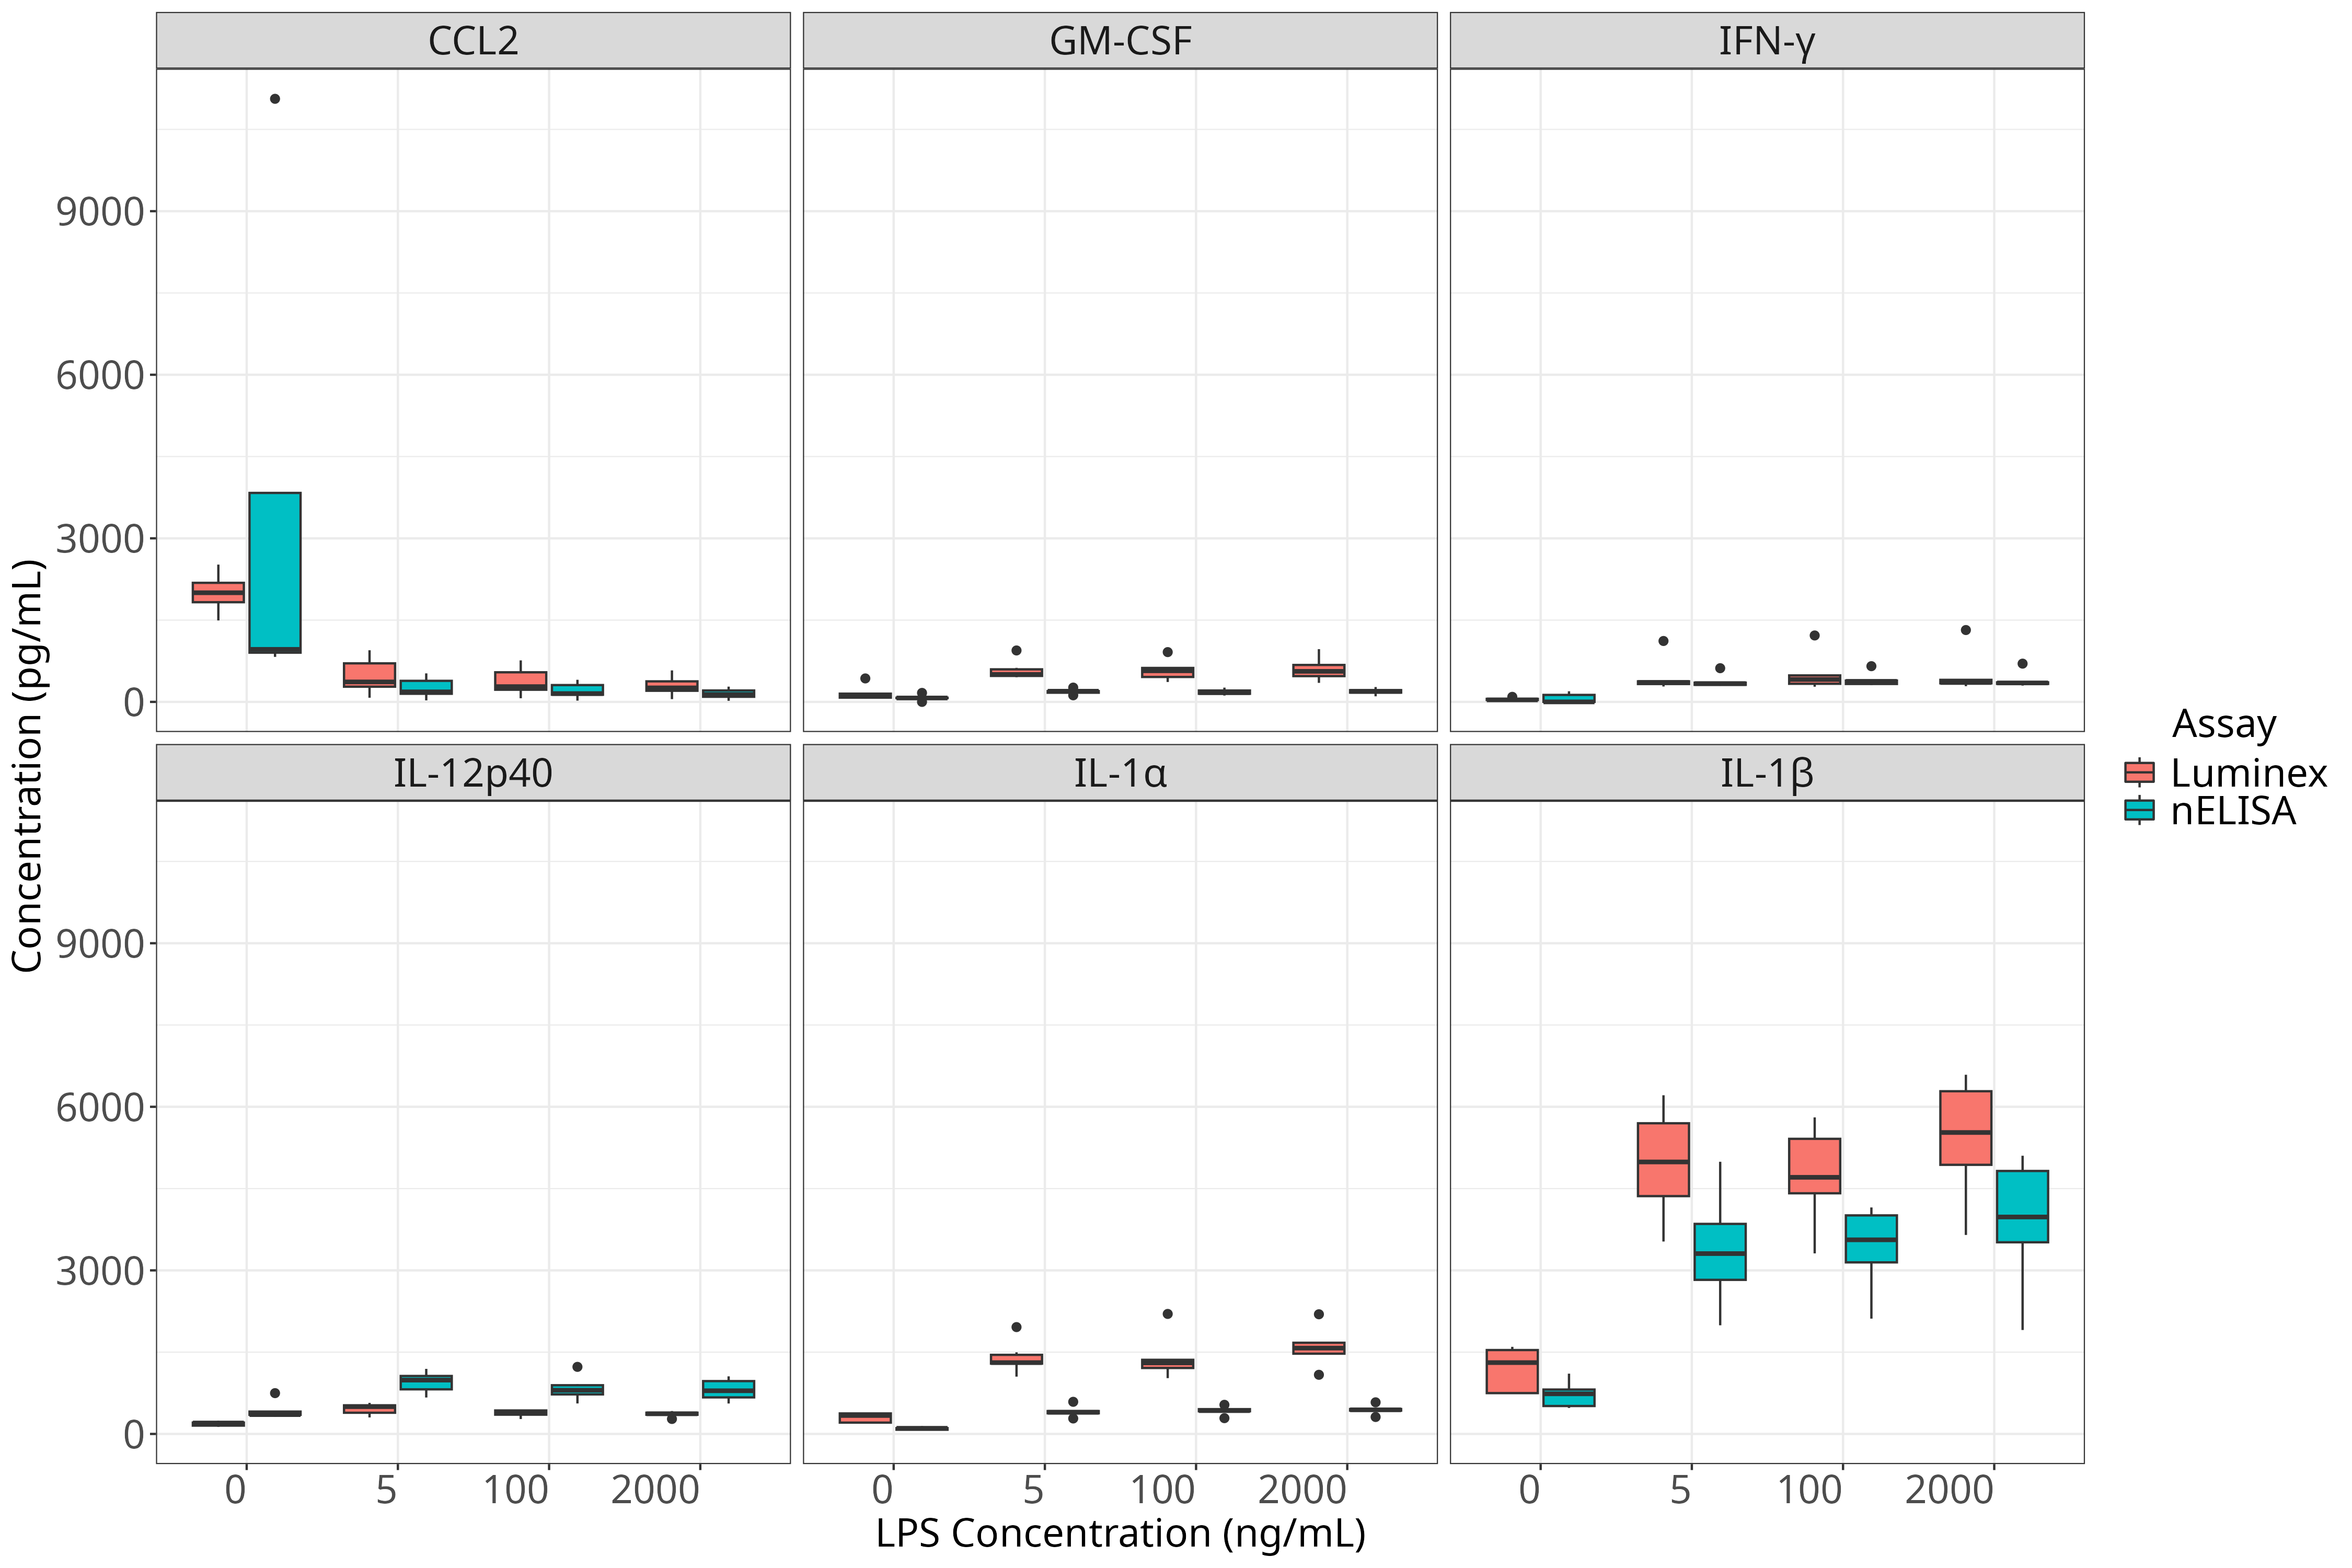 CCL2
GM-CSF
IFN-γ
9000
6000
3000
0
IL-12p40
IL-1α
IL-1β
9000
6000
3000
0
0 5 100 2000
0 5 100 2000
0 5 100 2000
LPS Concentration (ng/mL)
Concentration (pg/mL)
Assay
Luminex
nELISA